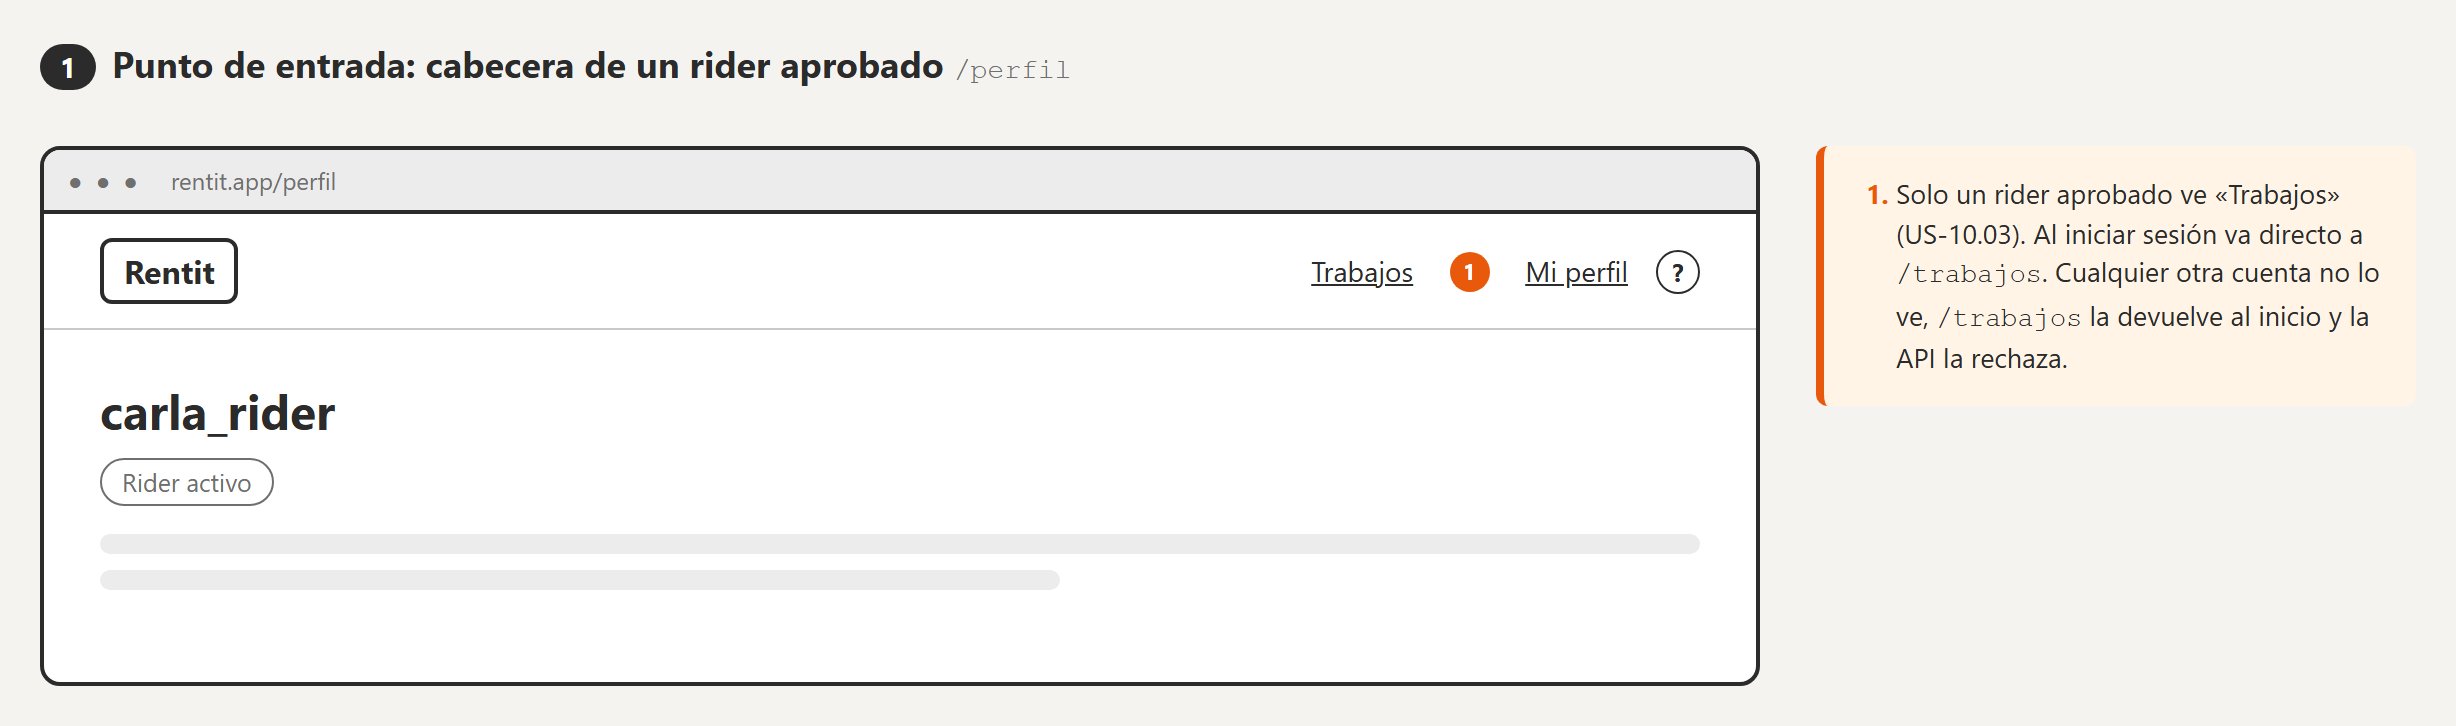 1 Punto de entrada: cabecera de un rider aprobado /perfil
rentit.app/perfil
Rentit
Trabajos 1 Mi perfil ?
carla_rider
Rider activo
1. Solo un rider aprobado ve «Trabajos»
(US-10.03). Al iniciar sesión va directo a
/trabajos. Cualquier otra cuenta no lo
ve, /trabajos la devuelve al inicio y la
API la rechaza.